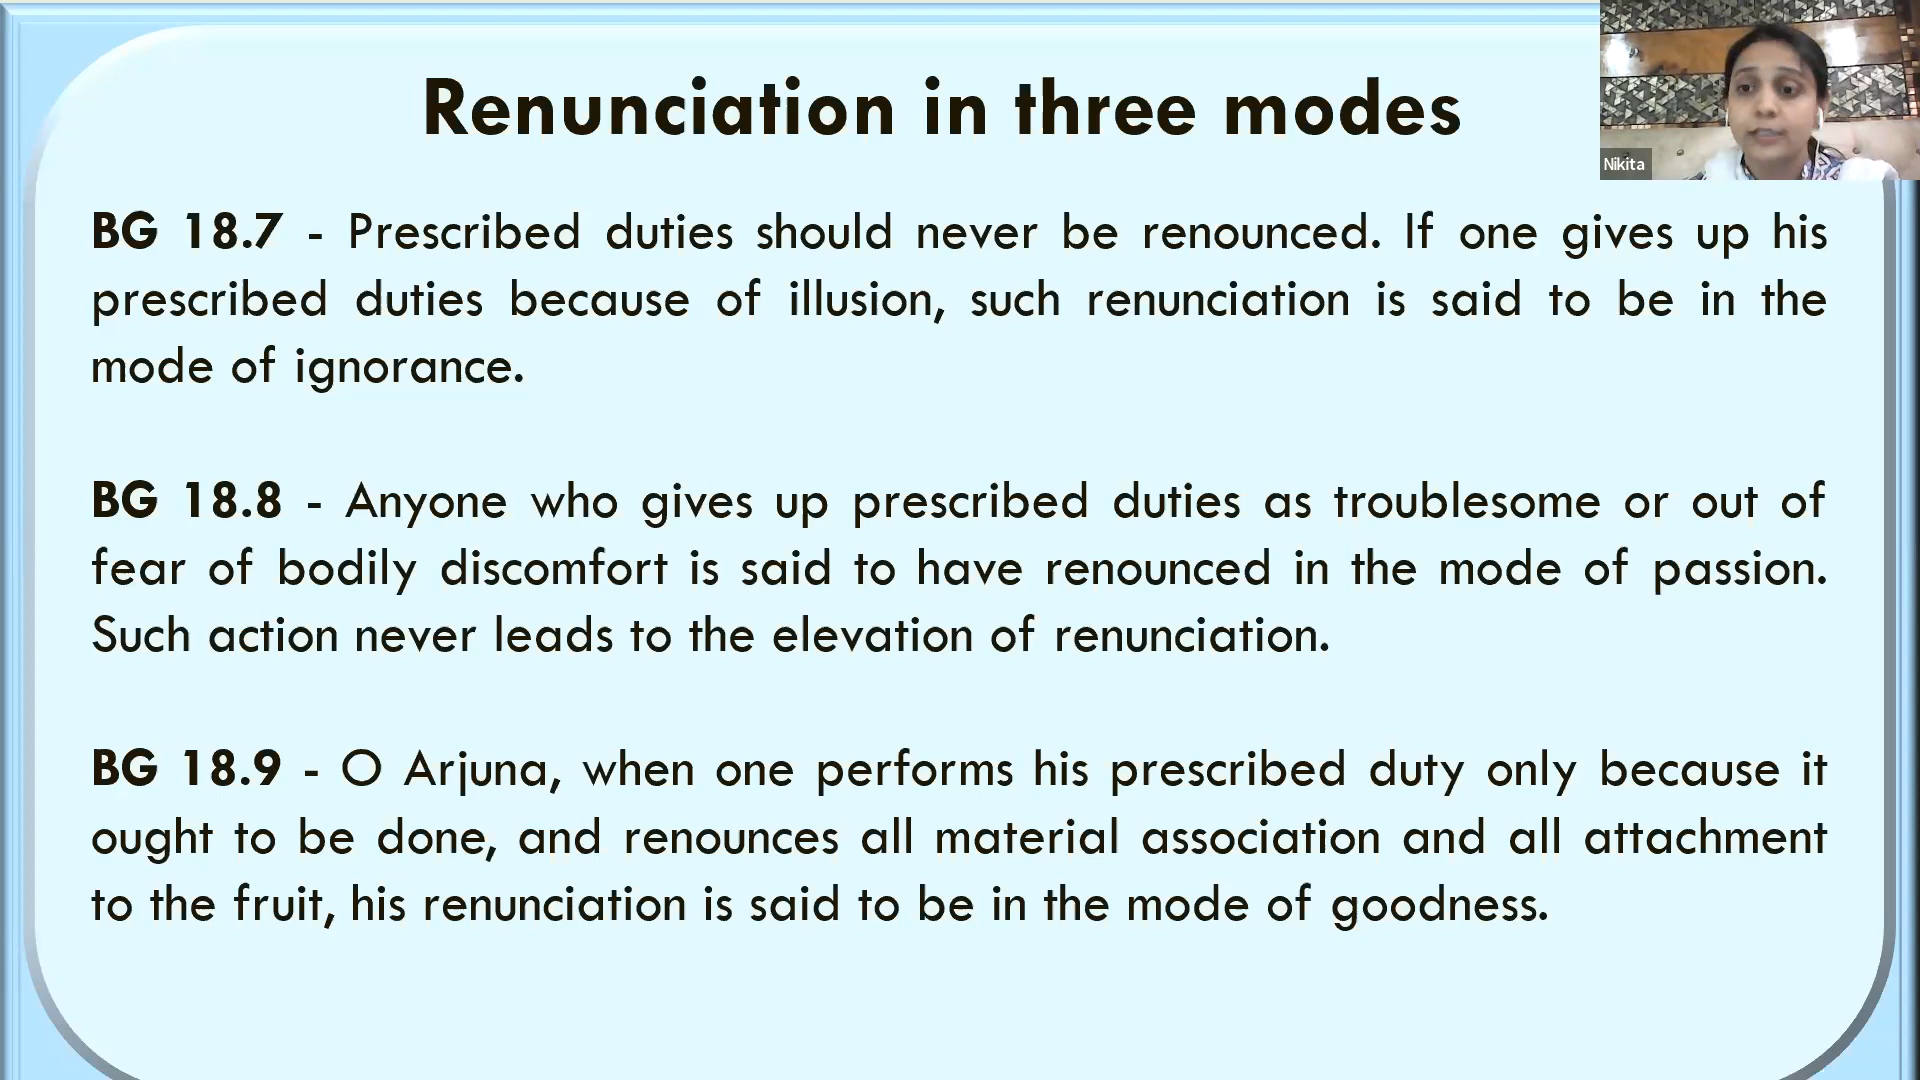 Renunciation in three modes
Nikita
BG 18.7 - Prescribed duties should never be renounced. If one gives up his
prescribed duties because of illusion, such renunciation is said to be in the
mode of ignorance.
BG 18.8 - Anyone who gives up prescribed duties as troublesome or out of
fear of bodily discomfort is said to have renounced in the mode of passion.
Such action never leads to the elevation of renunciation.
BG 18.9 - O Arjuna, when one performs his prescribed duty only because it
ought to be done, and renounces all material association and all attachment
to the fruit, his renunciation is said to be in the mode of goodness.